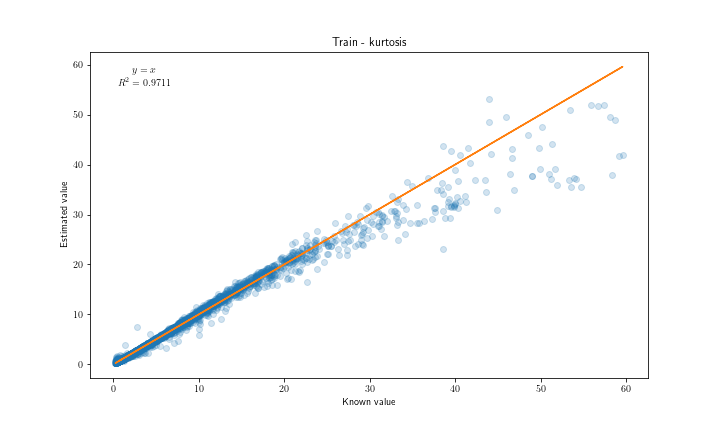 Train - kurtosis
y = x
R² = 0.9711
Estimated value
60
50
40
30
20
10
0
0 10 20 30 40 50 60
Known value